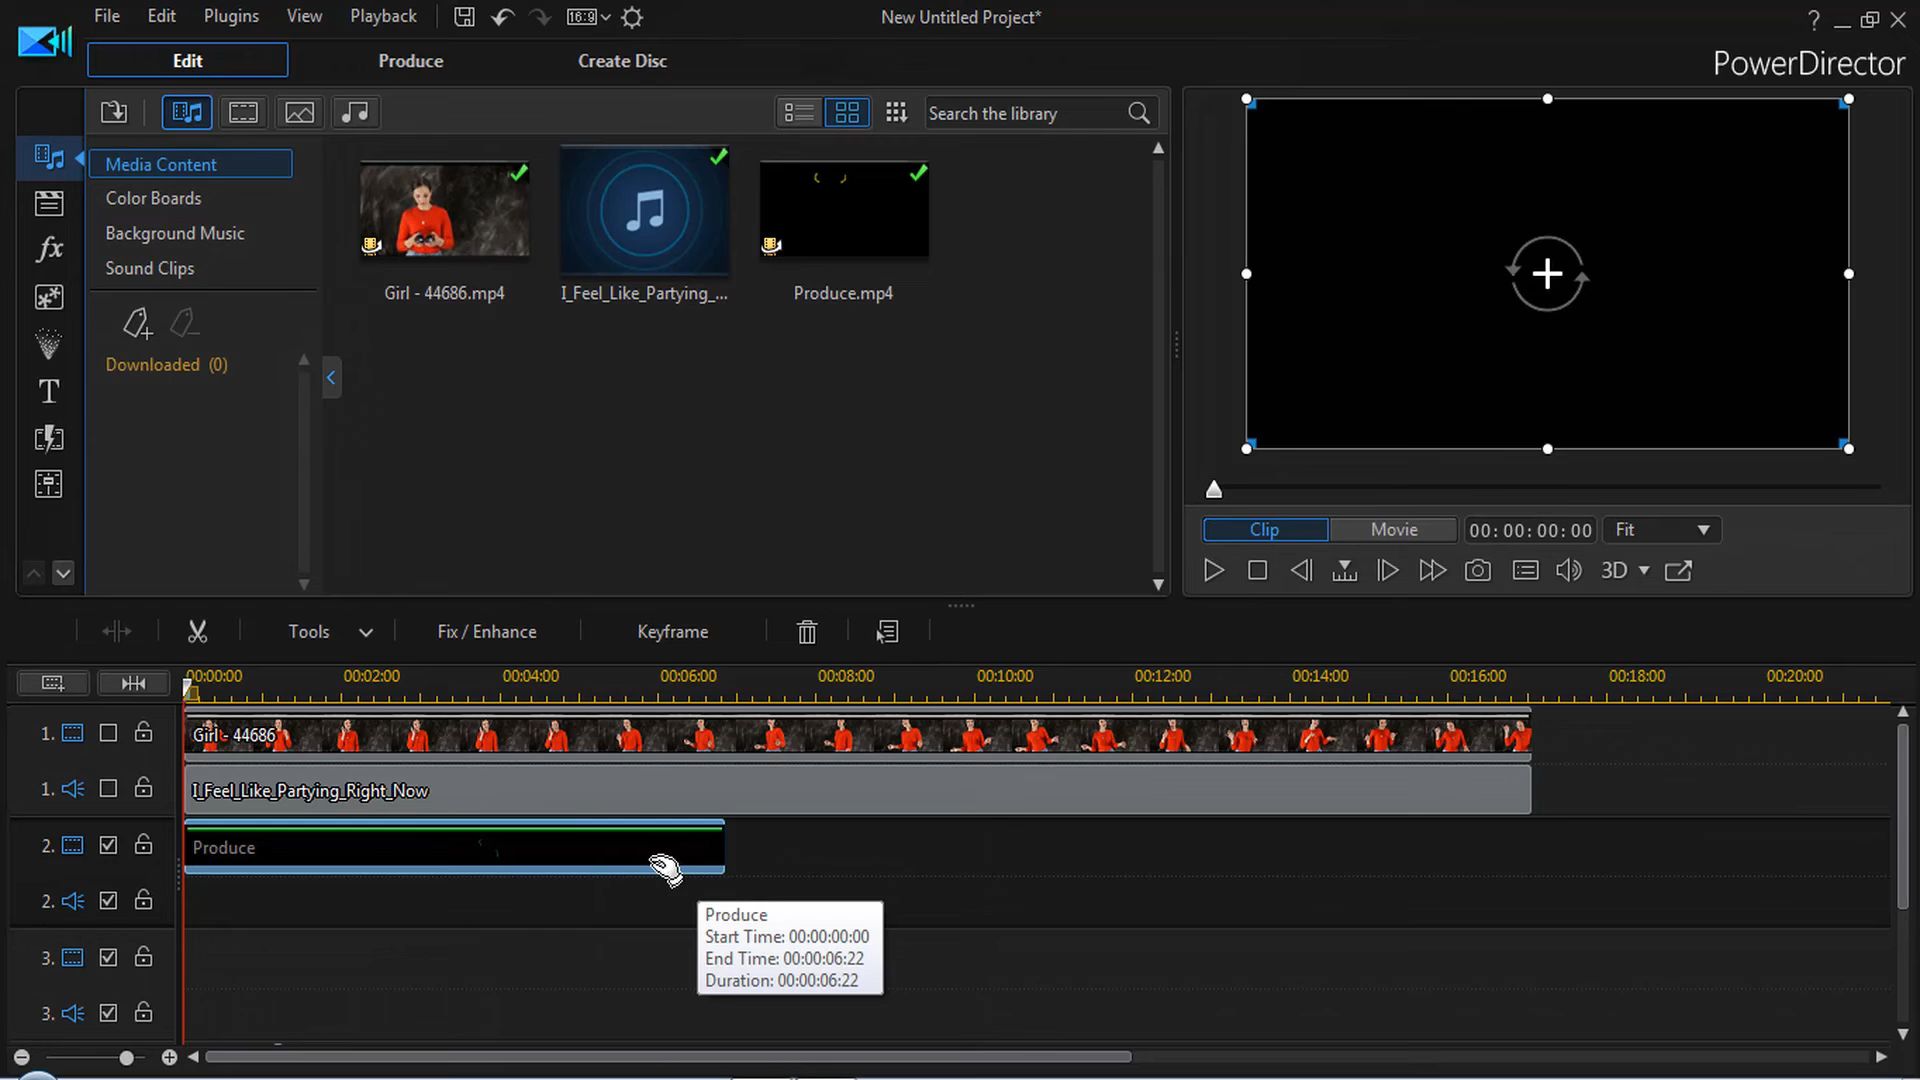 File Edit Plugins View Playback
16:9
New Untitled Project*
?
Edit Produce Create Disc
PowerDirector
Search the library
Media Content
Color Boards
Background Music
Sound Clips
Downloaded (0)
Girl - 44686.mp4
I_Feel_Like_Partying_...
Produce.mp4
fx
T
Clip Movie 00:00:00:00 Fit
3D
Tools Fix / Enhance Keyframe
00:00:00 00:02:00 00:04:00 00:06:00 00:08:00 00:10:00 00:12:00 00:14:00 00:16:00 00:18:00 00:20:00
1. Girl - 44686
1. I_Feel_Like_Partying_Right_Now
2. Produce
2.
Produce
Start Time: 00:00:00:00
End Time: 00:00:06:22
Duration: 00:00:06:22
3.
3.